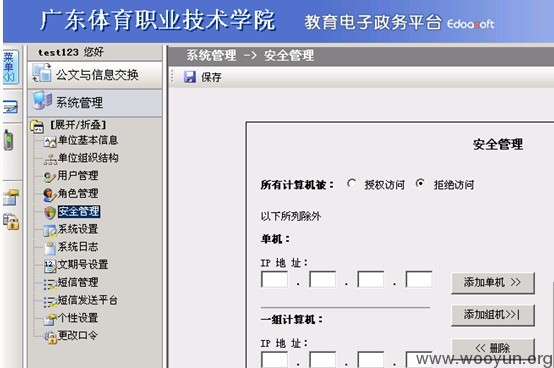 广东体育职业技术学院 教育电子政务平台 Edoasoft
菜单
test123 您好
公文与信息交换
系统管理
[展开/折叠]
单位基本信息
单位组织结构
用户管理
角色管理
安全管理
系统设置
系统日志
文期号设置
短信管理
短信发送平台
个性设置
更改口令
系统管理 -> 安全管理
保存
安全管理
所有计算机被： 授权访问 拒绝访问
以下所列除外
单机：
IP 地 址：
. . .
添加单机 >>
一组计算机：
添加组机>>|
IP 地 址：
. . .
<< 删除
www.wooyun.org